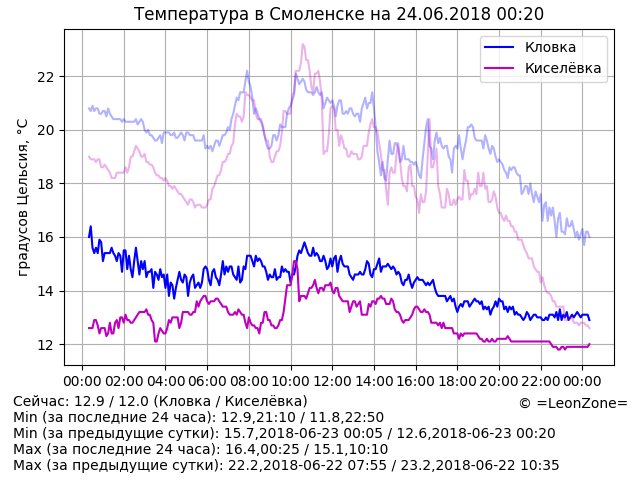 Температура в Смоленске на 24.06.2018 00:20
Кловка
Киселёвка
градусов Цельсия, °C
22
20
18
16
14
12
00:00 02:00 04:00 06:00 08:00 10:00 12:00 14:00 16:00 18:00 20:00 22:00 00:00
Сейчас: 12.9 / 12.0 (Кловка / Киселёвка)
© =LeonZone=
Min (за последние 24 часа): 12.9,21:10 / 11.8,22:50
Min (за предыдущие сутки): 15.7,2018-06-23 00:05 / 12.6,2018-06-23 00:20
Max (за последние 24 часа): 16.4,00:25 / 15.1,10:10
Max (за предыдущие сутки): 22.2,2018-06-22 07:55 / 23.2,2018-06-22 10:35